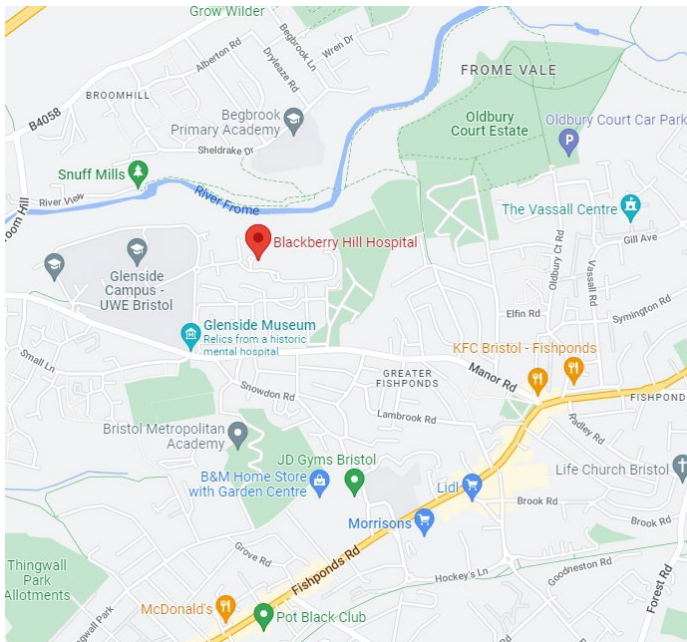 Grow Wilder
Begbrook Ln
Wren Dr
Alberton Rd
Dryleaze Rd
BROOMHILL
B4058
Begbrook
Primary Academy
Sheldrake Dr
FROME VALE
Oldbury
Court Estate
Oldbury Court Car Park
Snuff Mills
River View
River Frome
oom Hill
The Vassall Centre
Blackberry Hill Hospital
Gill Ave
Oldbury Ct Rd
Vassall Rd
Glenside
Campus -
UWE Bristol
Elfin Rd
Symington Rd
Glenside Museum
Relics from a historic
mental hospital
Small Ln
KFC Bristol - Fishponds
GREATER
FISHPONDS
Manor Rd
Snowdon Rd
FISHPOND
Lambrook Rd
Radley Rd
Bristol Metropolitan
Academy
JD Gyms Bristol
B&M Home Store
with Garden Centre
Life Church Bristol
Lidl
Brook Rd
Morrisons
Brook Rd
Grove Rd
Fishponds Rd
Thingwall
Park
Allotments
Hockey's Ln
Goodneston Rd
Forest Rd
McDonald's
Pot Black Club
ingwall Park